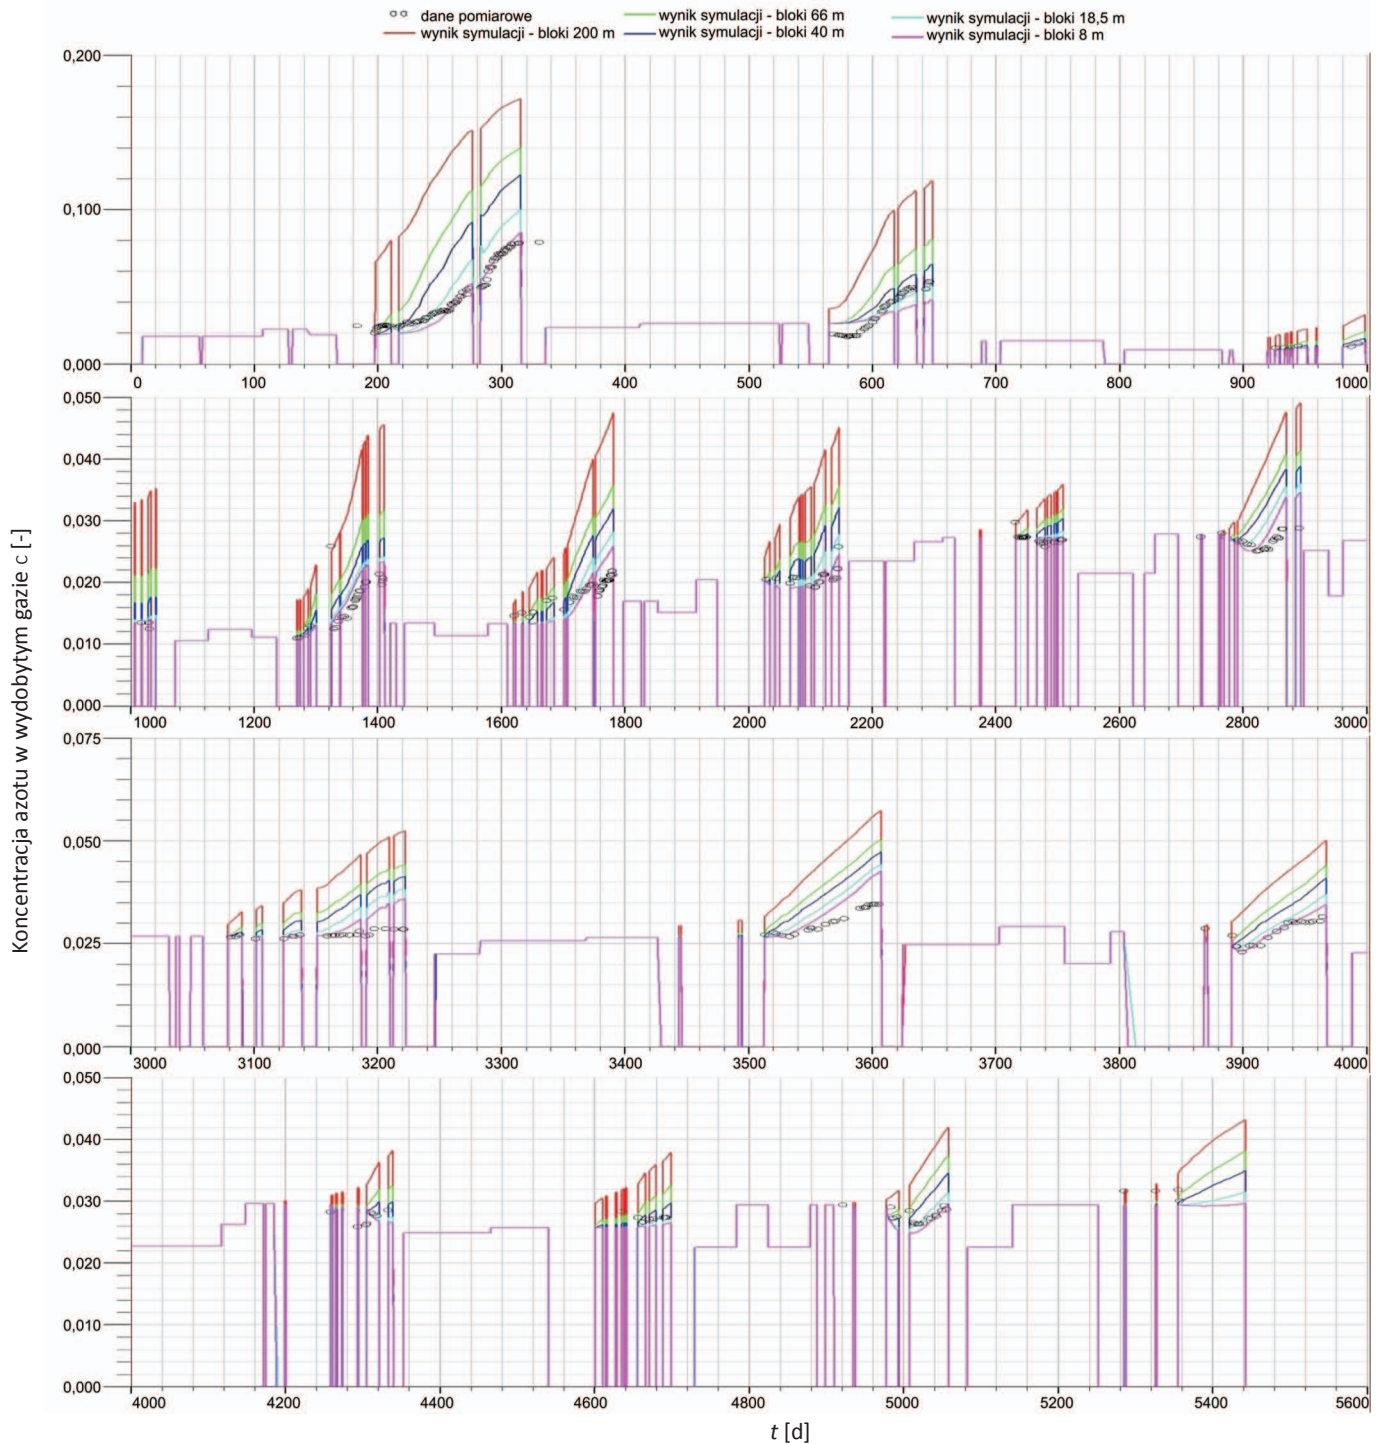 dane pomiarowe
wynik symulacji - bloki 200 m
wynik symulacji - bloki 66 m
wynik symulacji - bloki 40 m
wynik symulacji - bloki 18,5 m
wynik symulacji - bloki 8 m
Koncentracja azotu w wydobytym gazie c [-]
0,200
0,100
0,000
0 100 200 300 400 500 600 700 800 900 1000
0,050
0,040
0,030
0,020
0,010
0,000
1000 1200 1400 1600 1800 2000 2200 2400 2600 2800 3000
0,075
0,050
0,025
0,000
3000 3100 3200 3300 3400 3500 3600 3700 3800 3900 4000
0,050
0,040
0,030
0,020
0,010
0,000
4000 4200 4400 4600 4800 5000 5200 5400 5600
t [d]